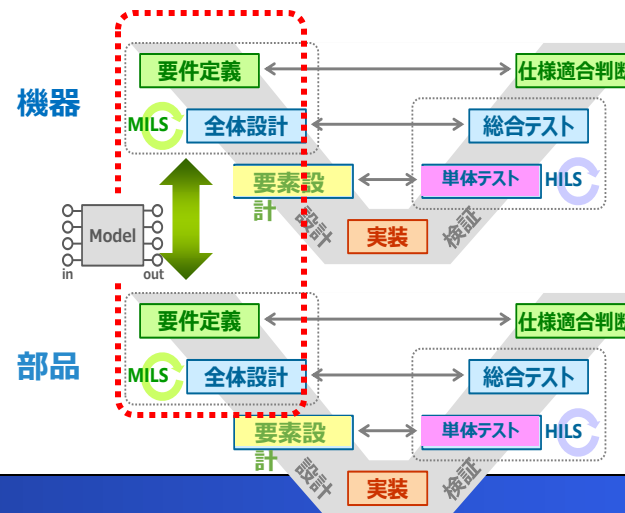 要件定義
仕様適合判断
機器
MILS
全体設計
総合テスト
要素設
計
単体テスト
HILS
設計
実装
検証
Model
in
out
要件定義
仕様適合判断
部品
MILS
全体設計
総合テスト
要素設
計
単体テスト
HILS
設計
実装
検証